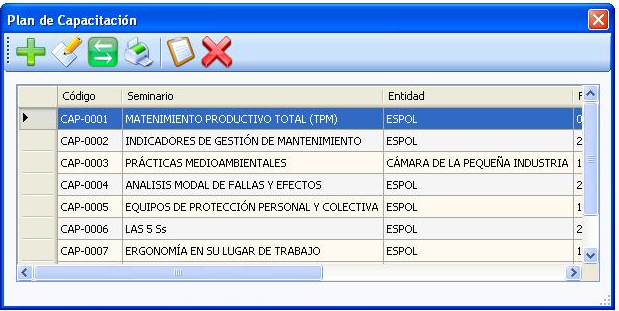 Plan de Capacitación
Código Seminario Entidad F
CAP-0001 MATENIMIENTO PRODUCTIVO TOTAL (TPM) ESPOL 0
CAP-0002 INDICADORES DE GESTIÓN DE MANTENIMIENTO ESPOL 2
CAP-0003 PRÁCTICAS MEDIOAMBIENTALES CÁMARA DE LA PEQUEÑA INDUSTRIA 1
CAP-0004 ANALISIS MODAL DE FALLAS Y EFECTOS ESPOL 2
CAP-0005 EQUIPOS DE PROTECCIÓN PERSONAL Y COLECTIVA ESPOL 1
CAP-0006 LAS 5 Ss ESPOL 2
CAP-0007 ERGONOMÍA EN SU LUGAR DE TRABAJO ESPOL 1